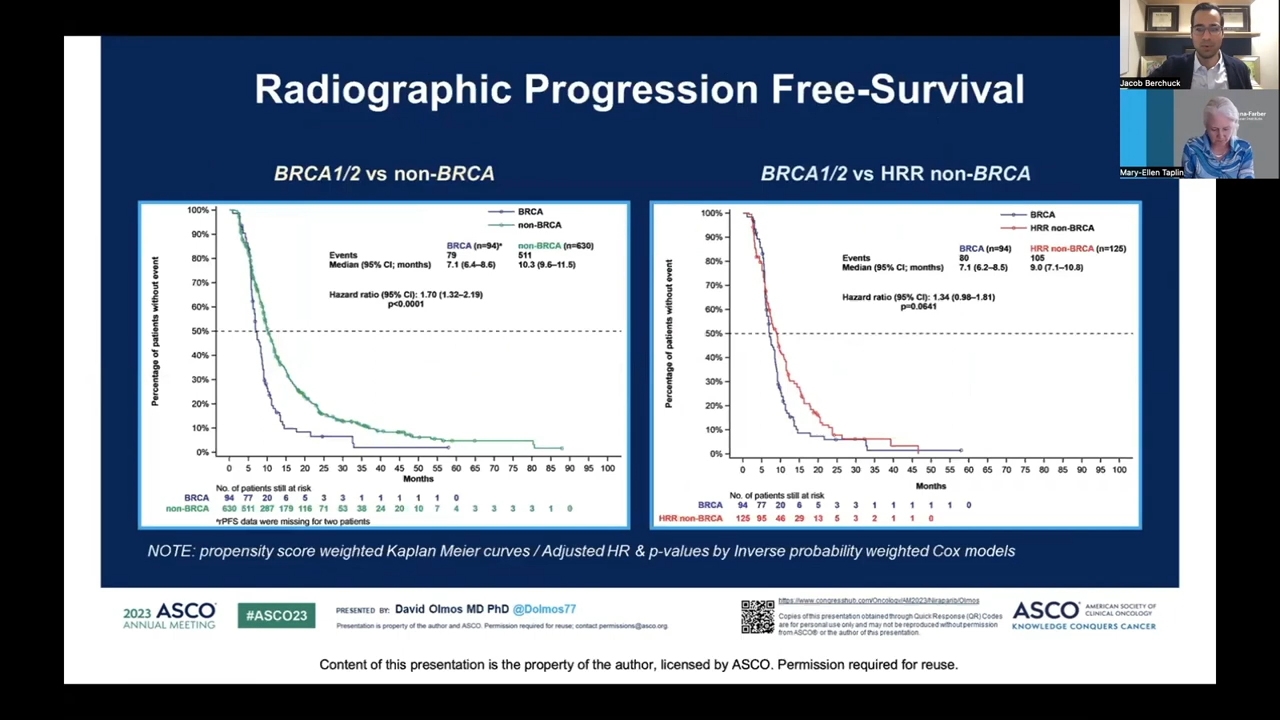 Radiographic Progression Free-Survival
Jacob Berchuck
Mary-Ellen Taplin
BRCA1/2 vs non-BRCA
Percentage of patients without event
100%
90%
80%
70%
60%
50%
40%
30%
20%
10%
0%
BRCA
non-BRCA
BRCA (n=94)* non-BRCA (n=630)
Events 79 511
Median (95% CI; months) 7.1 (6.4–8.6) 10.3 (9.6–11.5)
Hazard ratio (95% CI): 1.70 (1.32–2.19)
p<0.0001
0 5 10 15 20 25 30 35 40 45 50 55 60 65 70 75 80 85 90 95 100
Months
No. of patients still at risk
BRCA 94 77 20 6 5 3 3 1 1 1 1 1 0
non-BRCA 630 511 287 179 116 71 53 38 24 20 10 7 4 3 3 3 3 1 0
*rPFS data were missing for two patients
BRCA1/2 vs HRR non-BRCA
Percentage of patients without event
100%
90%
80%
70%
60%
50%
40%
30%
20%
10%
0%
BRCA
HRR non-BRCA
BRCA (n=94) HRR non-BRCA (n=125)
Events 80 105
Median (95% CI; months) 7.1 (6.2–8.5) 9.0 (7.1–10.8)
Hazard ratio (95% CI): 1.34 (0.98–1.81)
p=0.0641
0 5 10 15 20 25 30 35 40 45 50 55 60 65 70 75 80 85 90 95 100
Months
No. of patients still at risk
BRCA 94 77 20 6 5 3 3 1 1 1 1 1 0
HRR non-BRCA 125 95 46 29 13 5 3 2 1 1 0
NOTE: propensity score weighted Kaplan Meier curves / Adjusted HR & p-values by Inverse probability weighted Cox models
2023 ASCO
ANNUAL MEETING
#ASCO23
PRESENTED BY: David Olmos MD PhD @Dolmos77
Presentation is property of the author and ASCO. Permission required for reuse; contact permissions@asco.org.
https://www.congresshub.com/Oncology/AM2023/Niraparib/Olmos
Copies of this presentation obtained through Quick Response (QR) Codes
are for personal use only and may not be reproduced without permission
from ASCO® or the author of this presentation.
ASCO AMERICAN SOCIETY OF
CLINICAL ONCOLOGY
KNOWLEDGE CONQUERS CANCER
Content of this presentation is the property of the author, licensed by ASCO. Permission required for reuse.